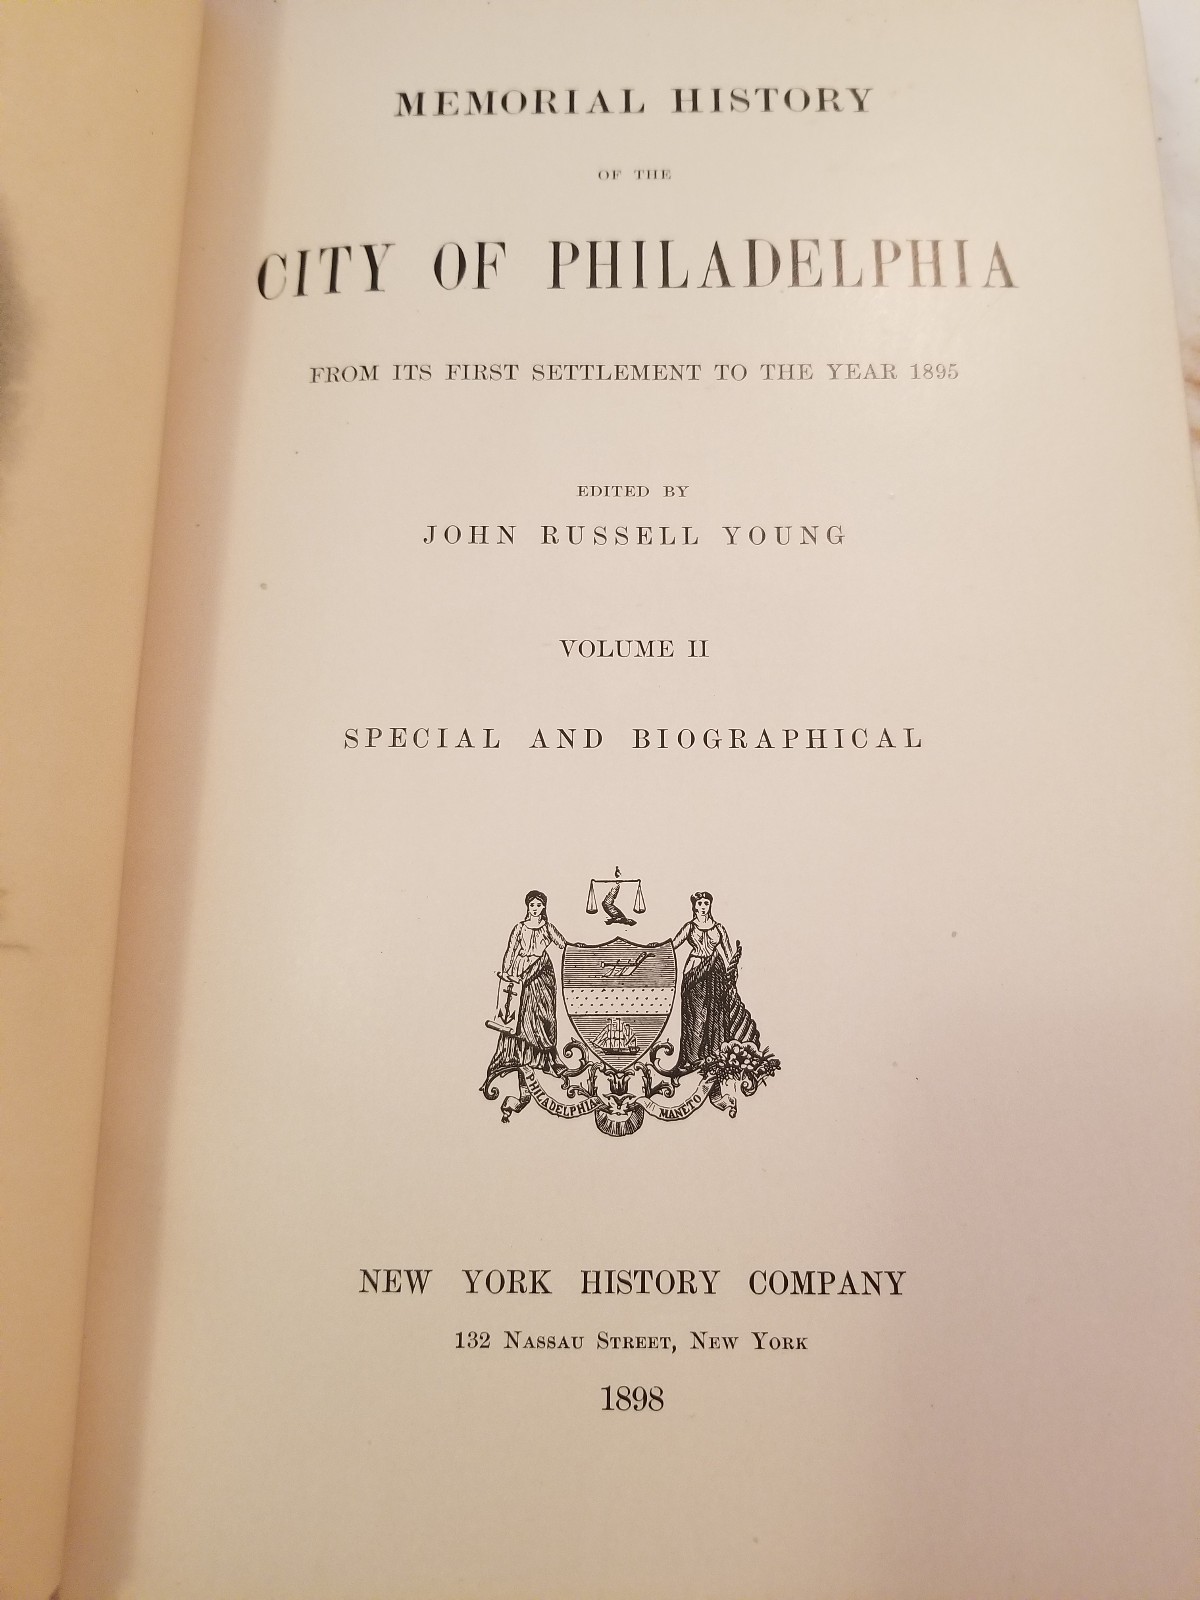 MEMORIAL HISTORY
OF THE
CITY OF PHILADELPHIA
FROM ITS FIRST SETTLEMENT TO THE YEAR 1895
EDITED BY
JOHN RUSSELL YOUNG
VOLUME II
SPECIAL AND BIOGRAPHICAL
PHILADELPHIA MANETO
NEW YORK HISTORY COMPANY
132 NASSAU STREET, NEW YORK
1898